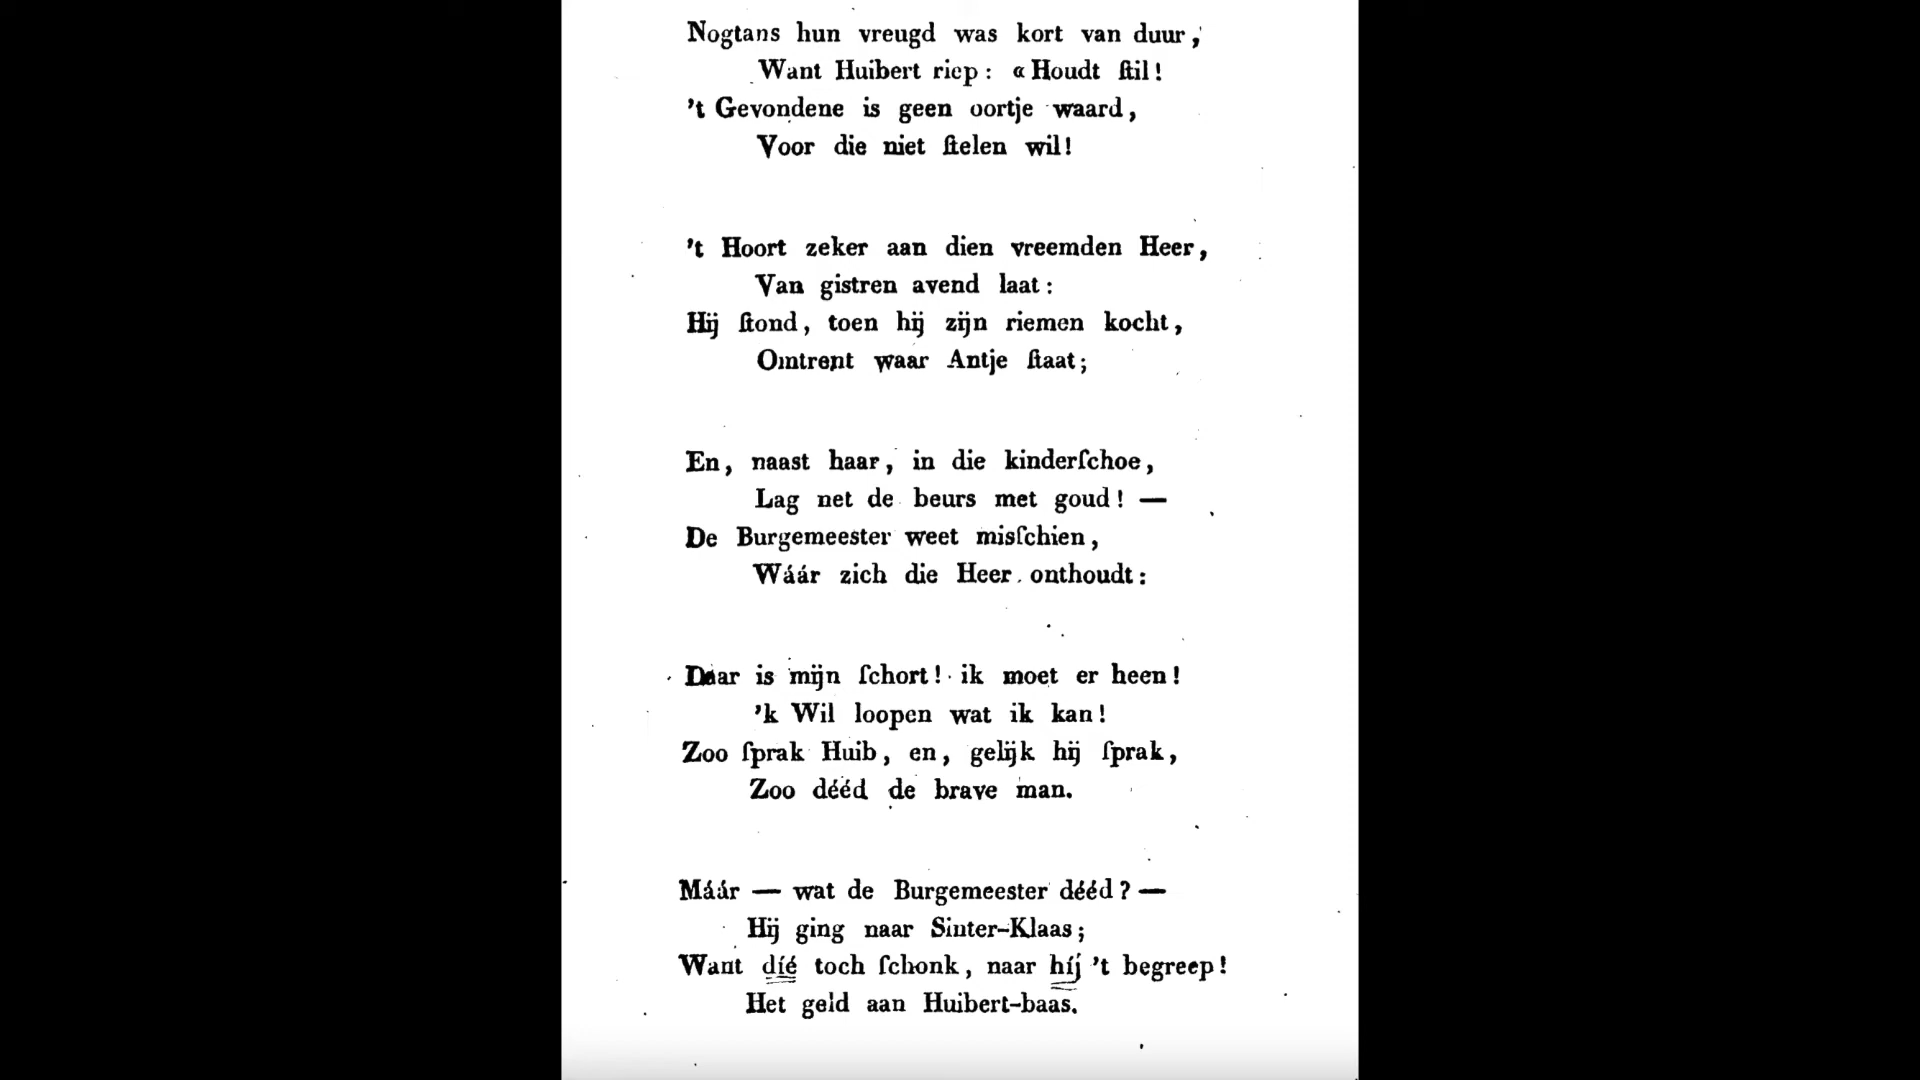 Nogtans hun vreugd was kort van duur,
Want Huibert riep: «Houdt ſtil!
’t Gevondene is geen oortje waard,
Voor die niet ſtelen wil!
’t Hoort zeker aan dien vreemden Heer,
Van gistren avend laat:
Hij ſtond, toen hij zijn riemen kocht,
Omtrent waar Antje ſtaat;
En, naast haar, in die kinderſchoe,
Lag net de beurs met goud! —
De Burgemeester weet misſchien,
Wáár zich die Heer onthoudt:
Daar is mijn ſchort! ik moet er heen!
’k Wil loopen wat ik kan!
Zoo ſprak Huib, en, gelijk hij ſprak,
Zoo dééd de brave man.
Máár — wat de Burgemeester dééd? —
Hij ging naar Sinter-Klaas;
Want díé toch ſchonk, naar híj ’t begreep!
Het geld aan Huibert-baas.